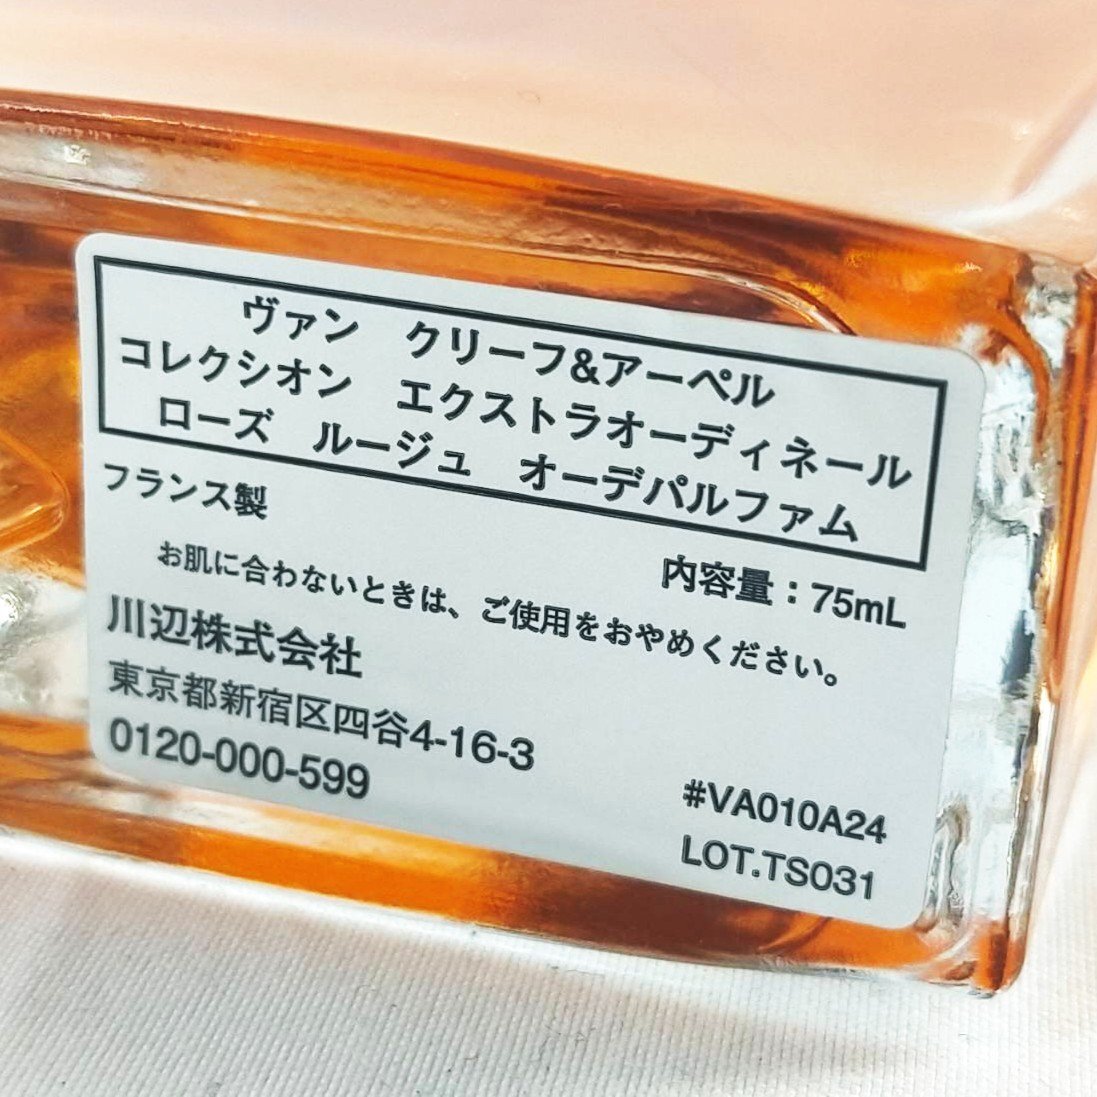 ヴァン　クリーフ&アーペル
コレクシオン　エクストラオーディネール
ローズ　ルージュ　オーデパルファム
フランス製
内容量：75mL
お肌に合わないときは、ご使用をおやめください。
川辺株式会社
東京都新宿区四谷4-16-3
0120-000-599
#VA010A24
LOT.TS031